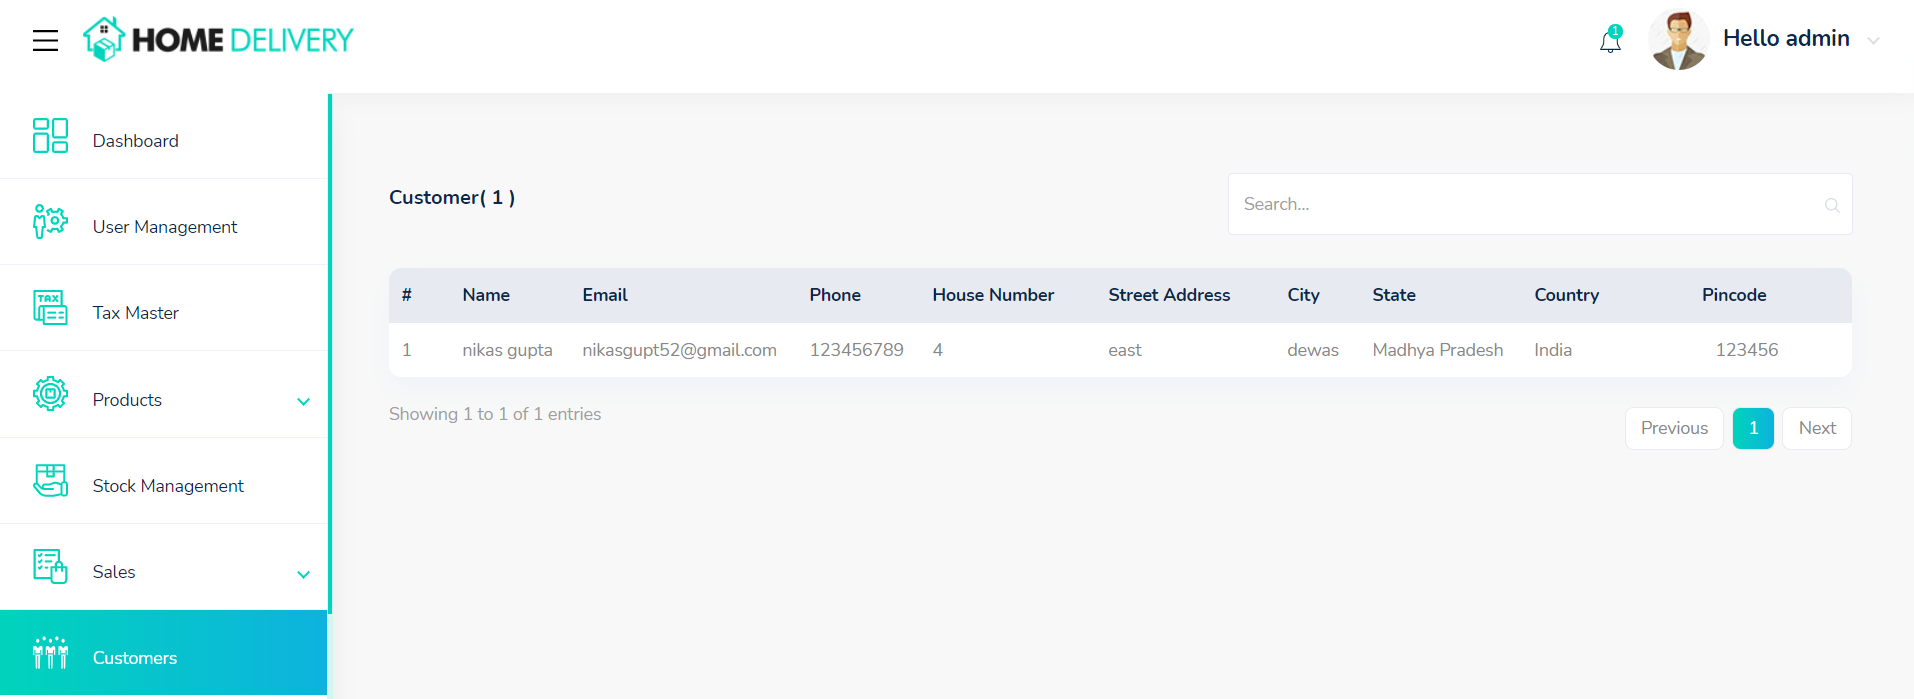 HOME DELIVERY
1
Hello admin
Dashboard
User Management
TAX
Tax Master
Products
Stock Management
Sales
Customers
Customer( 1 )
Search...
# Name Email Phone House Number Street Address City State Country Pincode
1 nikas gupta nikasgupt52@gmail.com 123456789 4 east dewas Madhya Pradesh India 123456
Showing 1 to 1 of 1 entries
Previous 1 Next